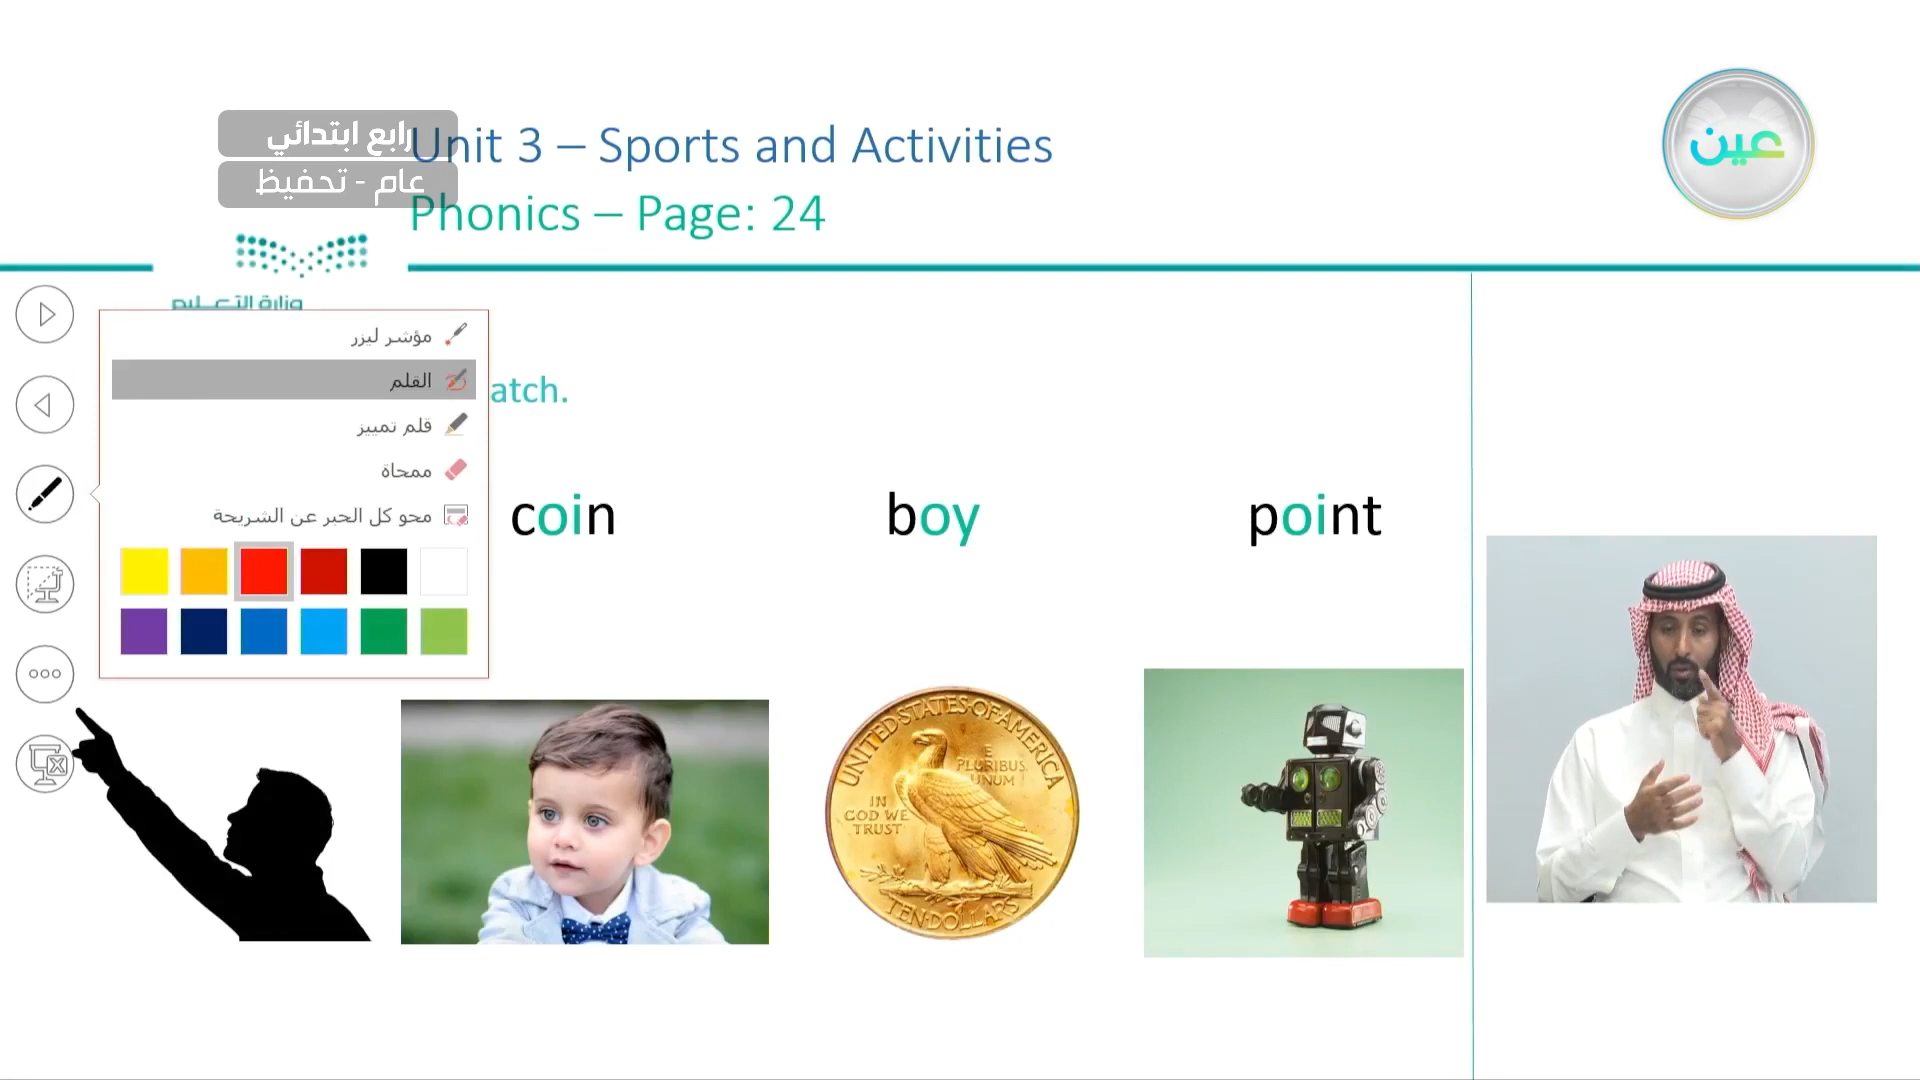 رابع ابتدائي
عام - تحفيظ
عين
Unit 3 – Sports and Activities
Phonics – Page: 24
وزارة التعليم
مؤشر ليزر
القلم
قلم تمييز
ممحاة
محو كل الحبر عن الشريحة
atch.
coin
boy
point
UNITED·STATES·OF·AMERICA
E
PLURIBUS
UNUM
IN
GOD WE
TRUST
TEN·DOLLARS